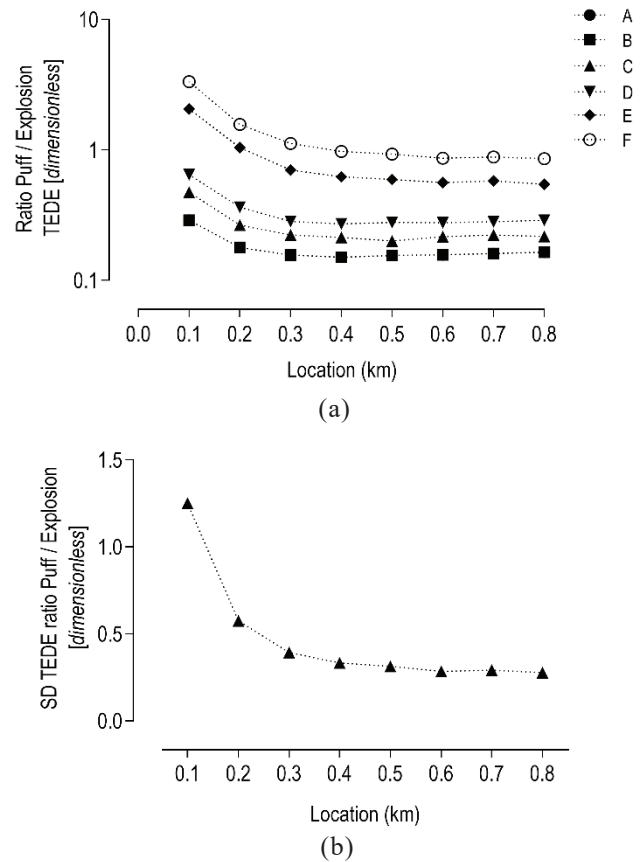 10
1
0.1
Ratio Puff / Explosion
TEDE [dimensionless]
0.0 0.1 0.2 0.3 0.4 0.5 0.6 0.7 0.8
Location (km)
A
B
C
D
E
F
(a)
1.5
1.0
0.5
0.0
SD TEDE ratio Puff / Explosion
[dimensionless]
0.1 0.2 0.3 0.4 0.5 0.6 0.7 0.8
Location (km)
(b)